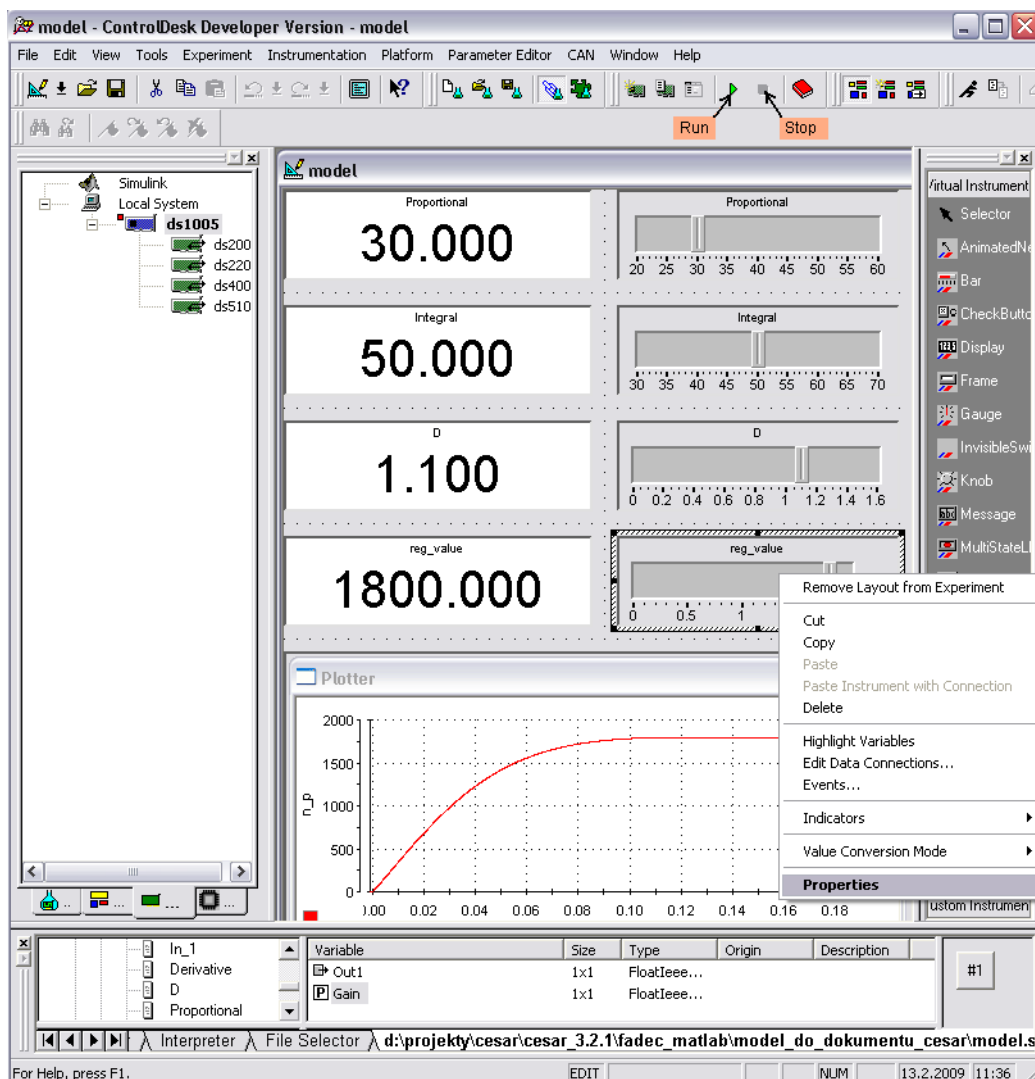 model - ControlDesk Developer Version - model
File Edit View Tools Experiment Instrumentation Platform Parameter Editor CAN Window Help
Run Stop
Simulink
Local System
ds1005
ds200
ds220
ds400
ds510
model
Proportional
30.000
Proportional
20 25 30 35 40 45 50 55 60
Integral
50.000
Integral
30 35 40 45 50 55 60 65 70
D
1.100
D
0 0.2 0.4 0.6 0.8 1 1.2 1.4 1.6
reg_value
1800.000
reg_value
0 0.5 1
Virtual Instrument
Selector
AnimatedNe
Bar
CheckButto
Display
Frame
Gauge
InvisibleSwi
Knob
Message
MultiStateL
Remove Layout from Experiment
Cut
Copy
Paste
Paste Instrument with Connection
Delete
Highlight Variables
Edit Data Connections...
Events...
Indicators
Value Conversion Mode
Properties
ustom Instrumen
Plotter
2000
1500
1000
500
0
n_p
).00 0.02 0.04 0.06 0.08 0.10 0.12 0.14 0.16 0.18
.. ... ... ...
In_1
Derivative
D
Proportional
Variable Size Type Origin Description
Out1 1x1 FloatIeee...
P Gain 1x1 FloatIeee...
#1
Interpreter File Selector d:\projekty\cesar\cesar_3.2.1\fadec_matlab\model_do_dokumentu_cesar\model.s
For Help, press F1. EDIT NUM 13.2.2009 11:36